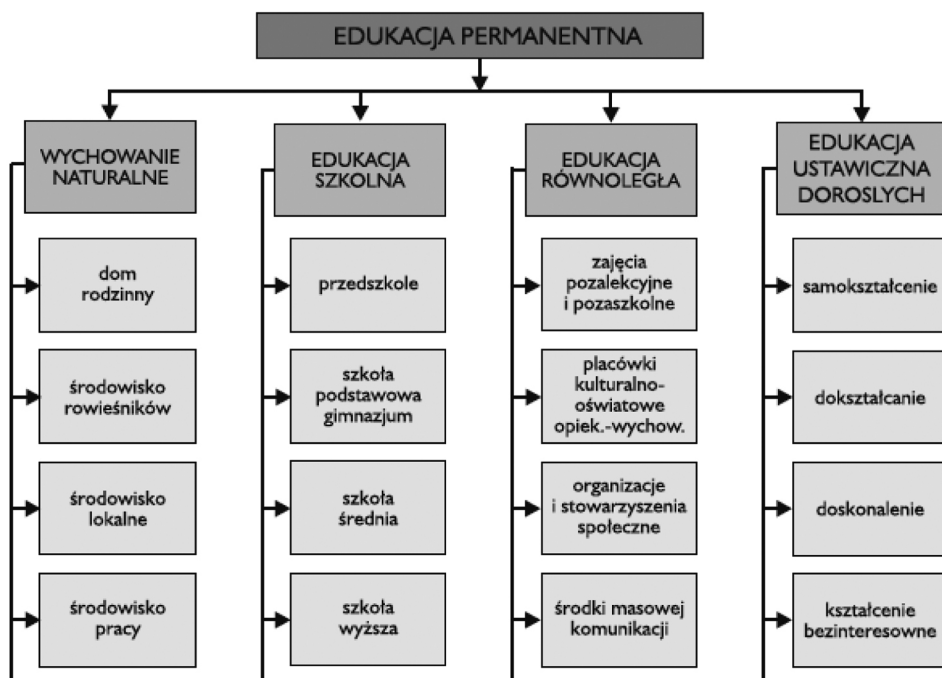 EDUKACJA PERMANENTNA
WYCHOWANIE
NATURALNE
EDUKACJA
SZKOLNA
EDUKACJA
RÓWNOLEGŁA
EDUKACJA
USTAWICZNA
DOROSLYCH
dom
rodzinny
przedszkole
zajęcia
pozalekcyjne
i pozaszkolne
samokształcenie
środowisko
rowieśników
szkoła
podstawowa
gimnazjum
placówki
kulturalno-
oświatowe
opiek.-wychow.
dokształcanie
środowisko
lokalne
szkoła
średnia
organizacje
i stowarzyszenia
społeczne
doskonalenie
środowisko
pracy
szkoła
wyższa
środki masowej
komunikacji
kształcenie
bezinteresowne